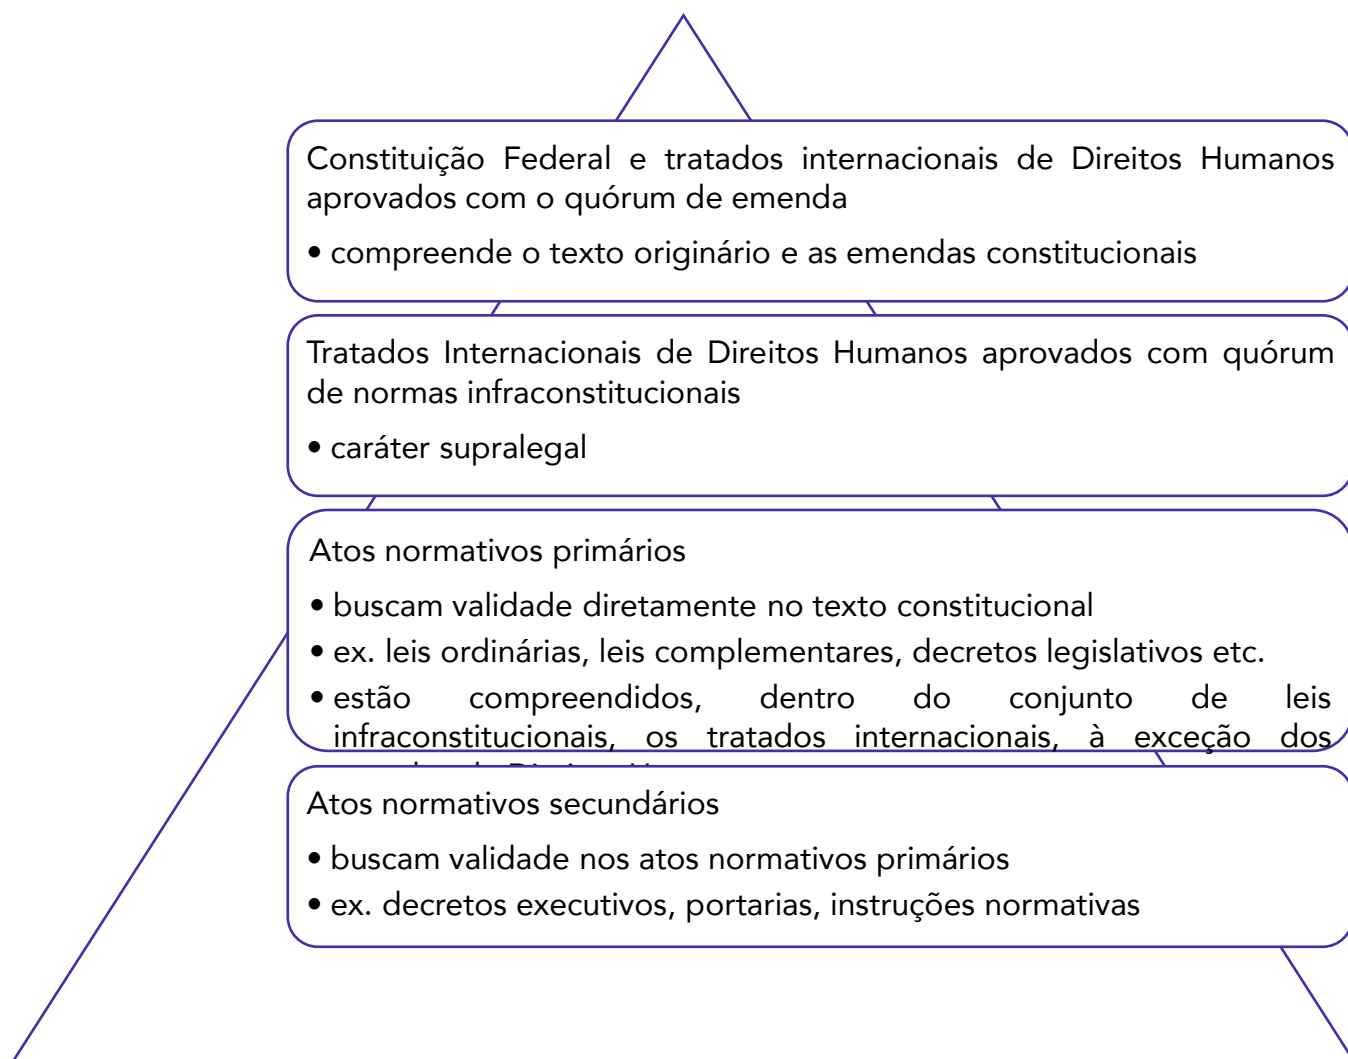 Constituição Federal e tratados internacionais de Direitos Humanos
aprovados com o quórum de emenda
• compreende o texto originário e as emendas constitucionais
Tratados Internacionais de Direitos Humanos aprovados com quórum
de normas infraconstitucionais
• caráter supralegal
Atos normativos primários
• buscam validade diretamente no texto constitucional
• ex. leis ordinárias, leis complementares, decretos legislativos etc.
• estão compreendidos, dentro do conjunto de leis
infraconstitucionais, os tratados internacionais, à exceção dos
Atos normativos secundários
• buscam validade nos atos normativos primários
• ex. decretos executivos, portarias, instruções normativas